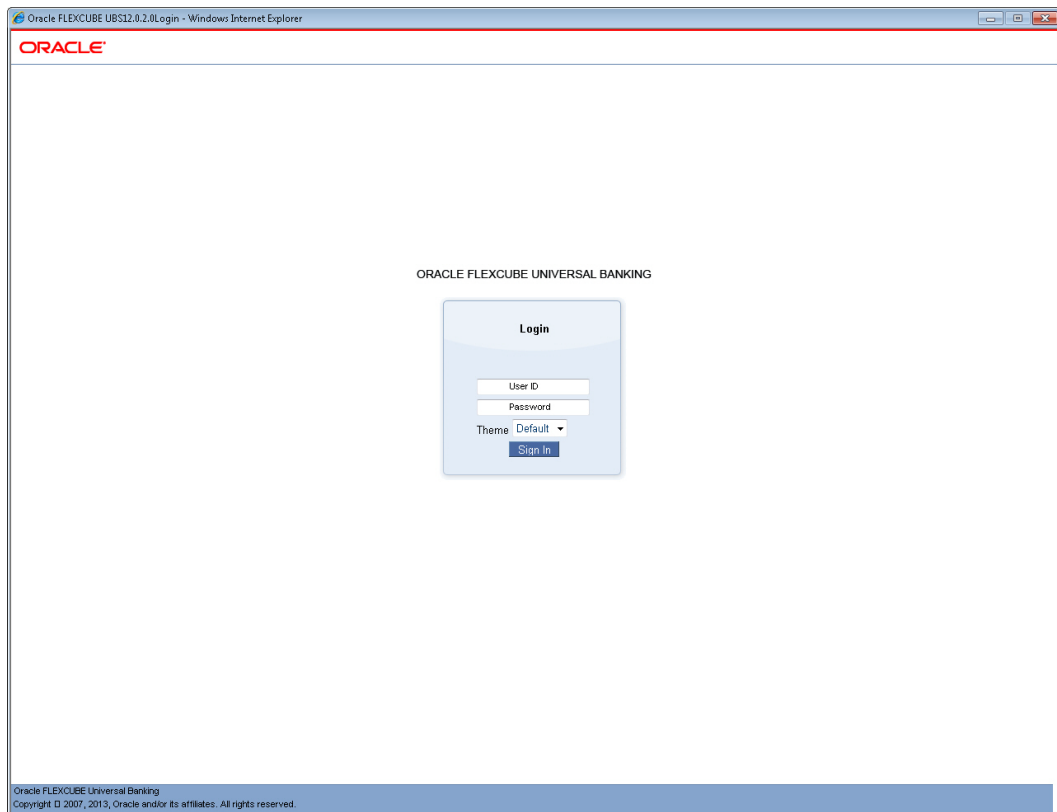 Oracle FLEXCUBE UBS12.0.2.0Login - Windows Internet Explorer
ORACLE
ORACLE FLEXCUBE UNIVERSAL BANKING
Login
User ID
Password
Theme Default
Sign In
Oracle FLEXCUBE Universal Banking
Copyright 2007, 2013, Oracle and/or its affiliates. All rights reserved.